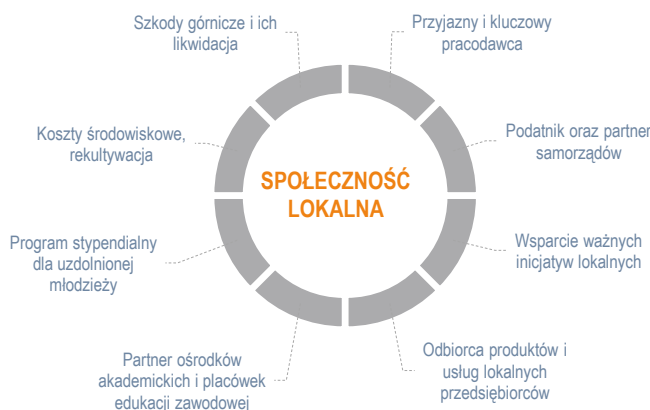 Szkody górnicze i ich
likwidacja
Przyjazny i kluczowy
pracodawca
Koszty środowiskowe,
rekultywacja
Podatnik oraz partner
samorządów
SPOŁECZNOŚĆ
LOKALNA
Program stypendialny
dla uzdolnionej
młodzieży
Wsparcie ważnych
inicjatyw lokalnych
Partner ośrodków
akademickich i placówek
edukacji zawodowej
Odbiorca produktów i
usług lokalnych
przedsiębiorców